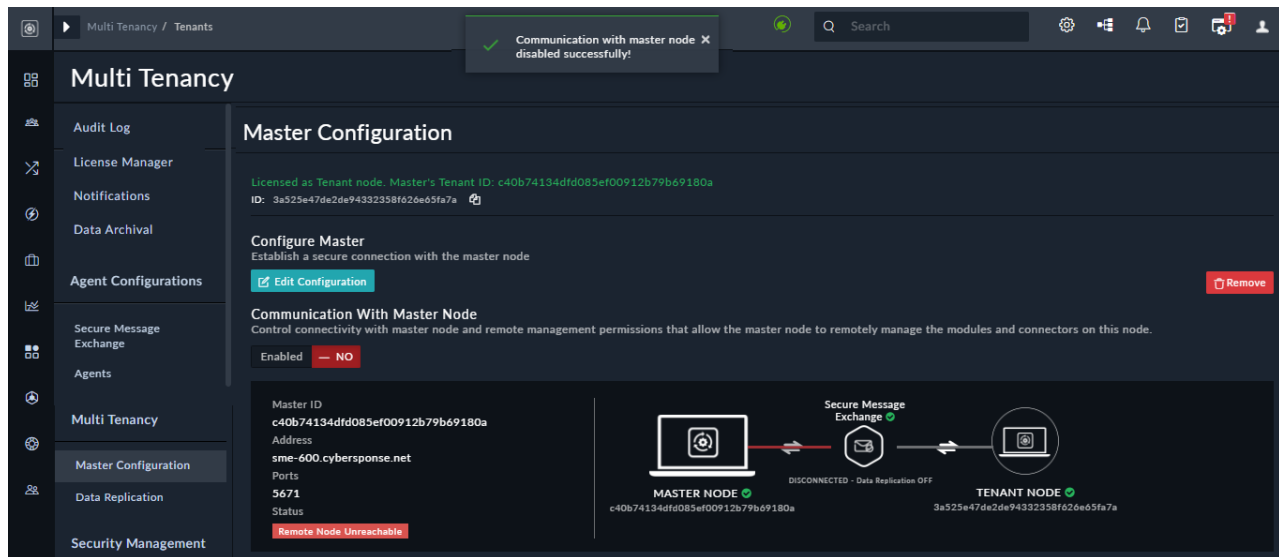 Multi Tenancy / Tenants
Communication with master node
disabled successfully!
Search
Multi Tenancy
Audit Log
License Manager
Notifications
Data Archival
Agent Configurations
Secure Message
Exchange
Agents
Multi Tenancy
Master Configuration
Data Replication
Security Management
Master Configuration
Licensed as Tenant node. Master's Tenant ID: c40b74134dfd085ef00912b79b69180a
ID: 3a525e47de2de94332358f626e65fa7a
Configure Master
Establish a secure connection with the master node
Edit Configuration
Remove
Communication With Master Node
Control connectivity with master node and remote management permissions that allow the master node to remotely manage the modules and connectors on this node.
Enabled — NO
Master ID
c40b74134dfd085ef00912b79b69180a
Address
sme-600.cybersponse.net
Ports
5671
Status
Remote Node Unreachable
Secure Message
Exchange
DISCONNECTED - Data Replication OFF
MASTER NODE
c40b74134dfd085ef00912b79b69180a
TENANT NODE
3a525e47de2de94332358f626e65fa7a